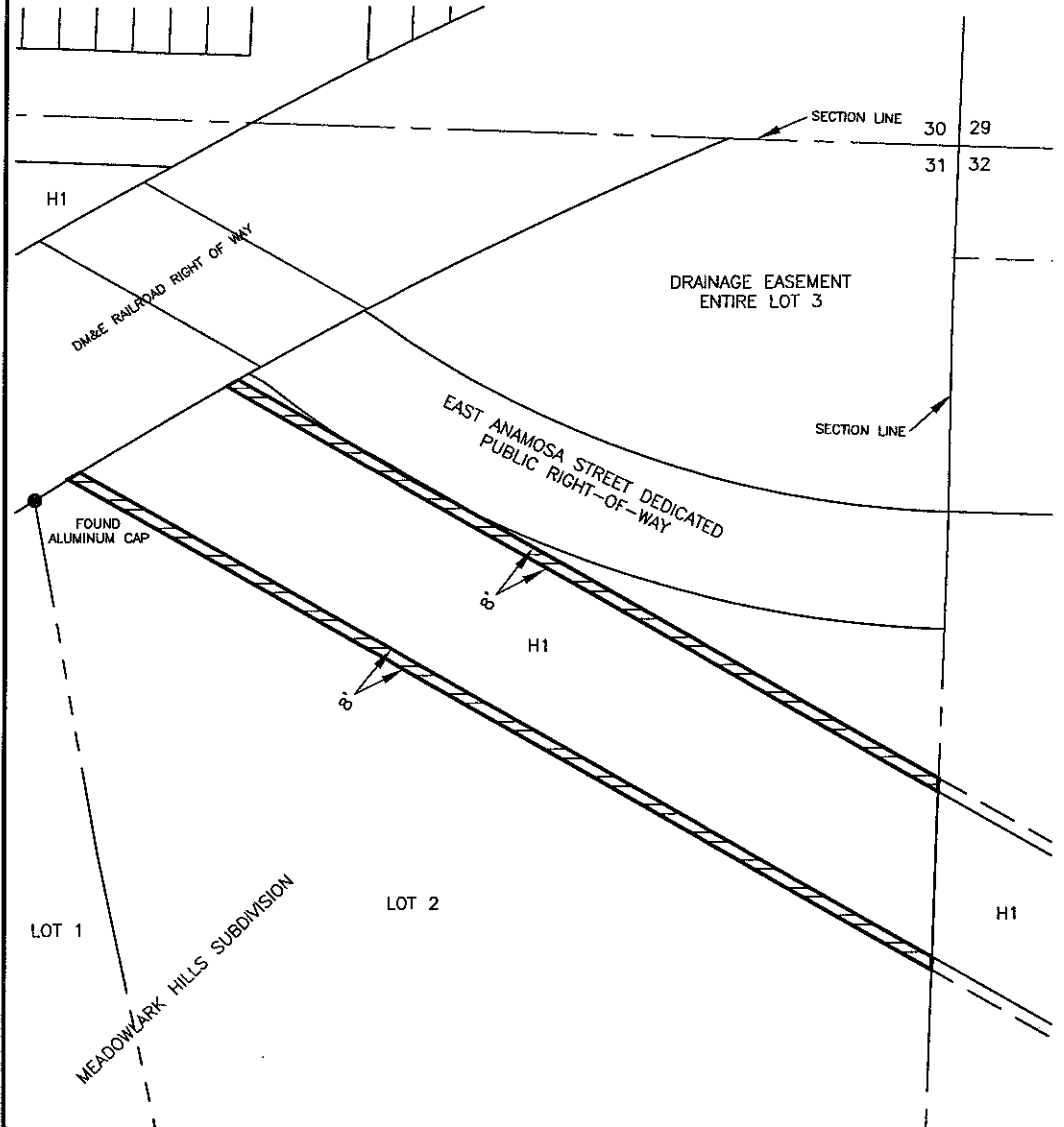 SECTION LINE
30 29
31 32
H1
DM&E RAILROAD RIGHT OF WAY
DRAINAGE EASEMENT
ENTIRE LOT 3
SECTION LINE
EAST ANAMOSA STREET DEDICATED
PUBLIC RIGHT-OF-WAY
FOUND
ALUMINUM CAP
8'
H1
8'
LOT 2
LOT 1
H1
MEADOWLARK HILLS SUBDIVISION